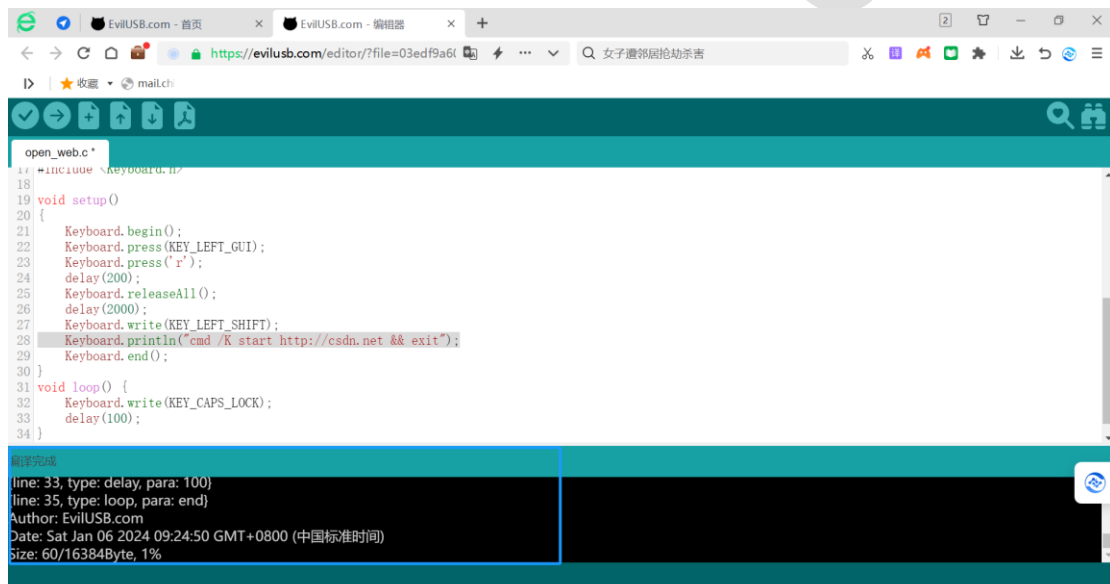 EvilUSB.com - 首页
EvilUSB.com - 编辑器
2
https://evilusb.com/editor/?file=03edf9a6(
女子遭邻居抢劫杀害
收藏
mail.chi
open_web.c *
17 #include <Keyboard.h>
18
19 void setup()
20 {
21 Keyboard.begin();
22 Keyboard.press(KEY_LEFT_GUI);
23 Keyboard.press('r');
24 delay(200);
25 Keyboard.releaseAll();
26 delay(2000);
27 Keyboard.write(KEY_LEFT_SHIFT);
28 Keyboard.println("cmd /K start http://csdn.net && exit");
29 Keyboard.end();
30 }
31 void loop() {
32 Keyboard.write(KEY_CAPS_LOCK);
33 delay(100);
34 }
编译完成
{line: 33, type: delay, para: 100}
{line: 35, type: loop, para: end}
Author: EvilUSB.com
Date: Sat Jan 06 2024 09:24:50 GMT+0800 (中国标准时间)
Size: 60/16384Byte, 1%